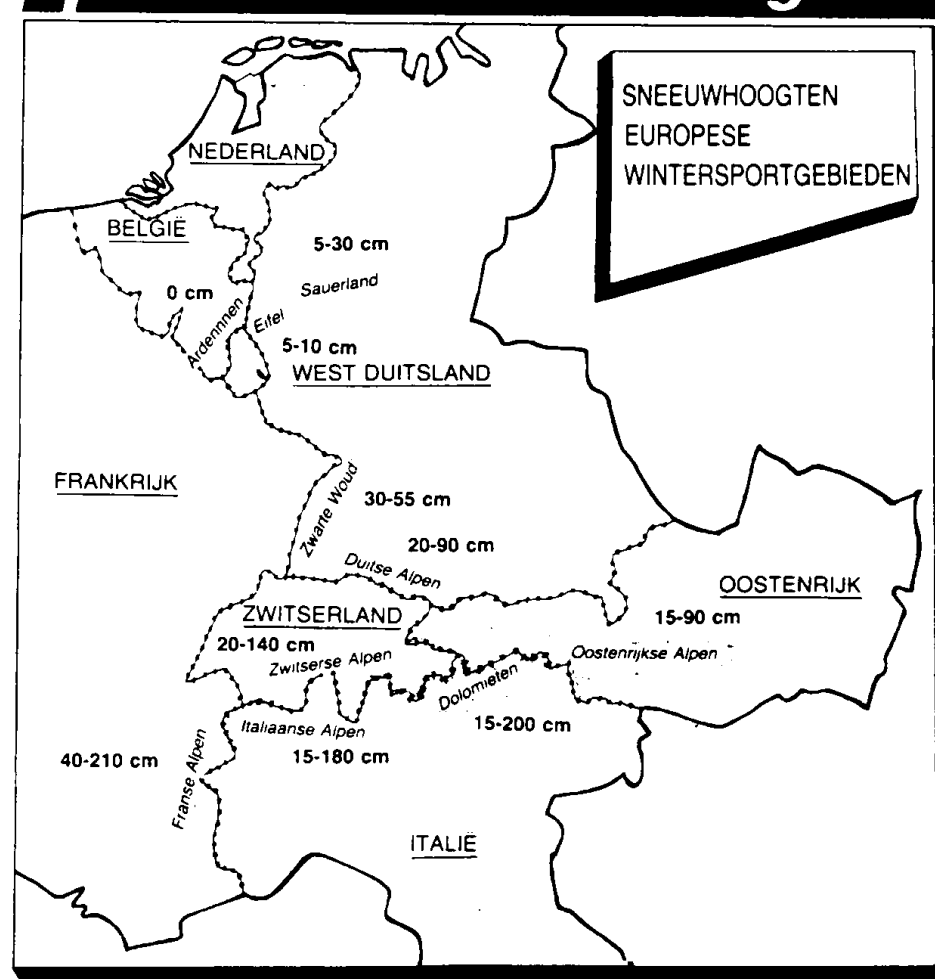 SNEEUWHOOGTEN
EUROPESE
WINTERSPORTGEBIEDEN
NEDERLAND
BELGIË
5-30 cm
Sauerland
0 cm
Ardennnen
Eifel
5-10 cm
WEST DUITSLAND
FRANKRIJK
Zwarte Woud
30-55 cm
20-90 cm
Duitse Alpen
OOSTENRIJK
ZWITSERLAND
15-90 cm
20-140 cm
Zwitserse Alpen
Oostenrijkse Alpen
Dolomieten
Italiaanse Alpen
15-200 cm
15-180 cm
40-210 cm
Franse Alpen
ITALIË